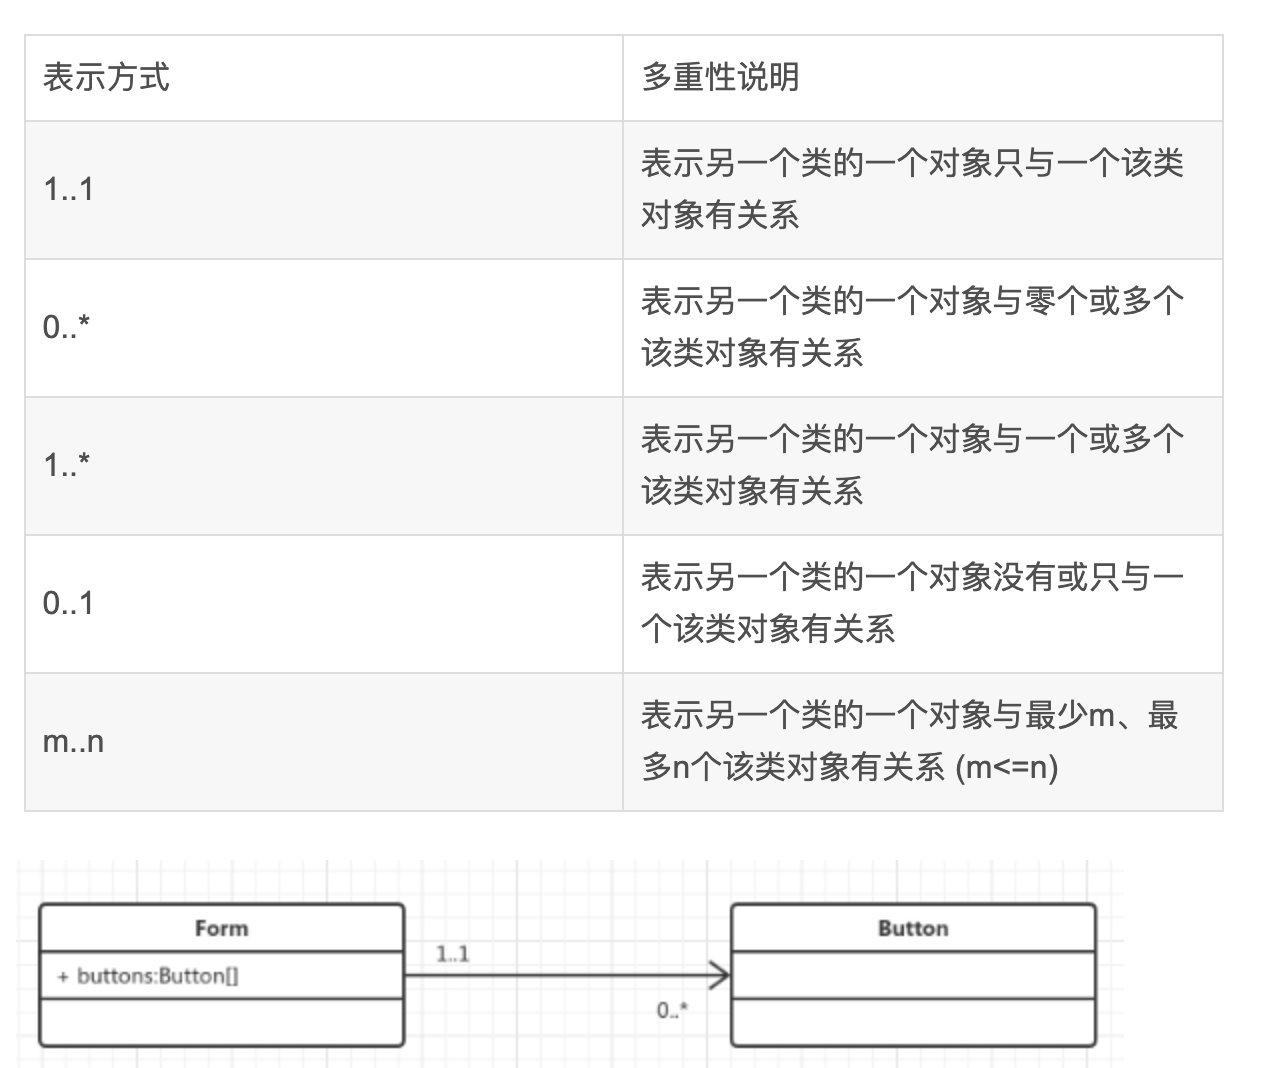 表示方式
多重性说明
1..1
表示另一个类的一个对象只与一个该类
对象有关系
0..*
表示另一个类的一个对象与零个或多个
该类对象有关系
1..*
表示另一个类的一个对象与一个或多个
该类对象有关系
0..1
表示另一个类的一个对象没有或只与一
个该类对象有关系
m..n
表示另一个类的一个对象与最少m、最
多n个该类对象有关系 (m<=n)
Form
+ buttons:Button[]
1..1
0..*
Button